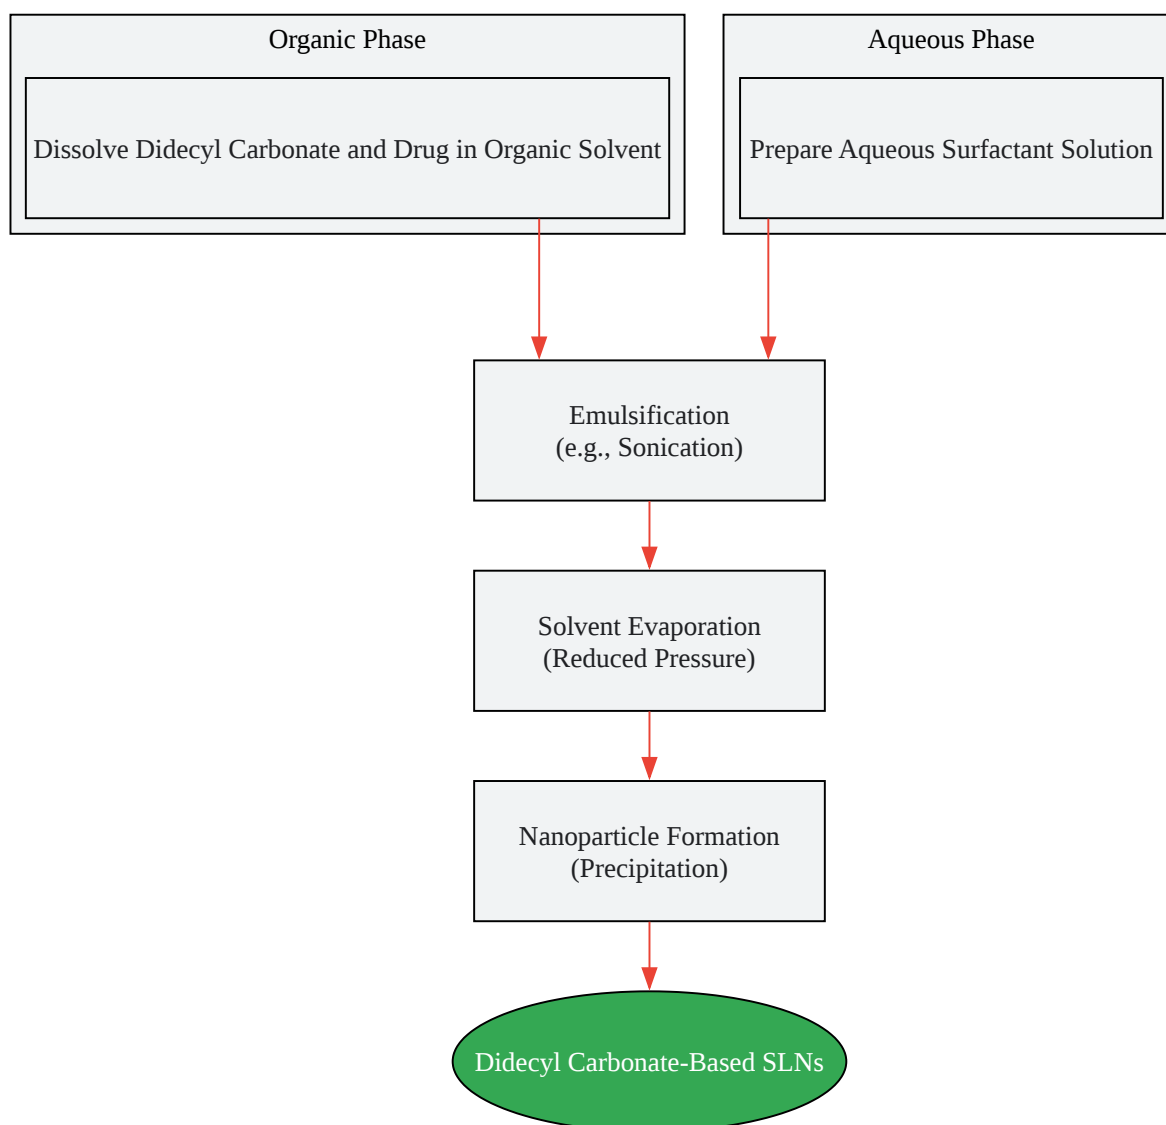 Organic Phase
Dissolve Didecyl Carbonate and Drug in Organic Solvent
Aqueous Phase
Prepare Aqueous Surfactant Solution
Emulsification
(e.g., Sonication)
Solvent Evaporation
(Reduced Pressure)
Nanoparticle Formation
(Precipitation)
Didecyl Carbonate-Based SLNs